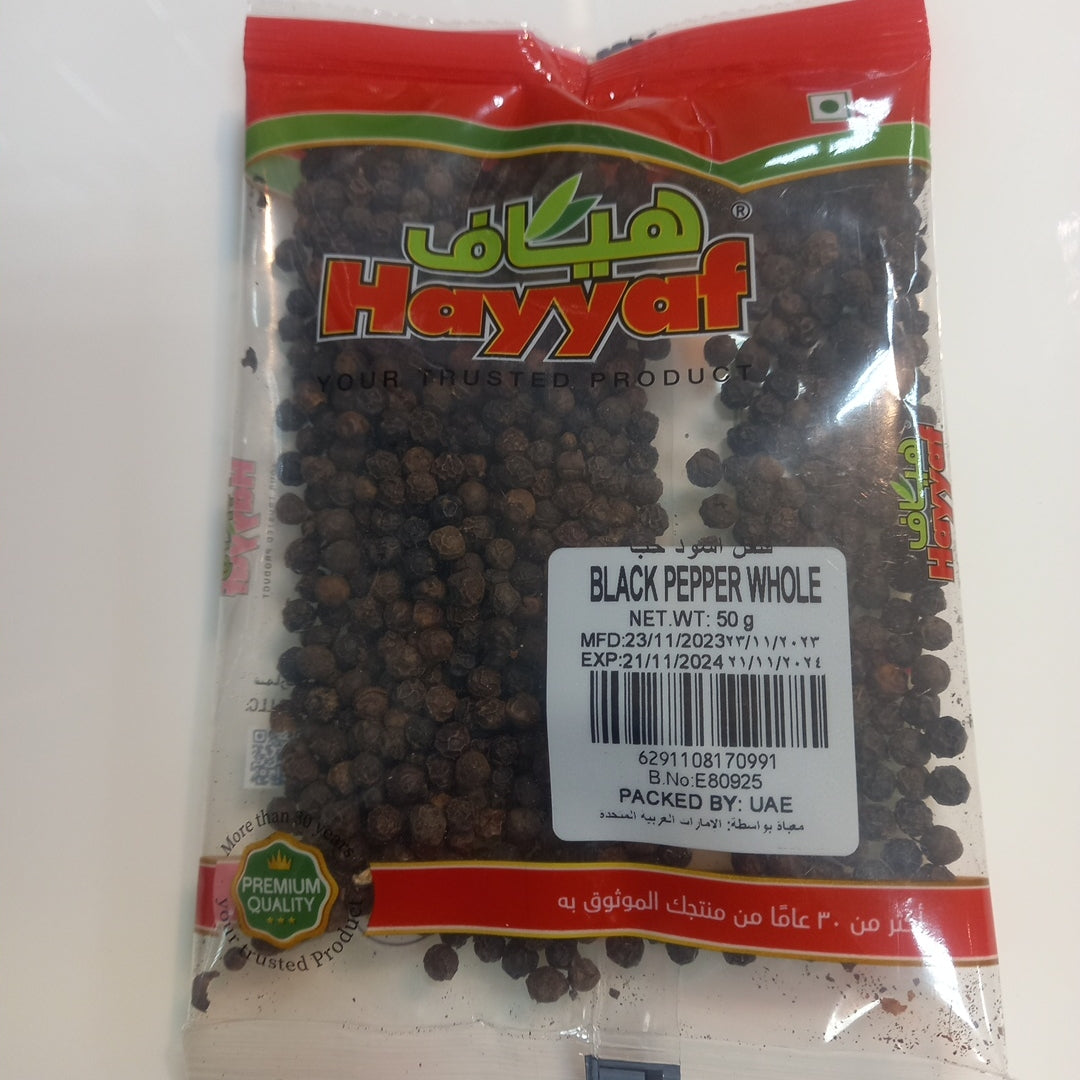 هياف
®
Hayyaf
YOUR TRUSTED PRODUCT
هياف
Hayyaf
Hayyaf
BLACK PEPPER WHOLE
NET.WT: 50 g
MFD:23/11/2023 ٢٣/١١/٢٠٢٣
EXP:21/11/2024 ٢١/١١/٢٠٢٤
6291108170991
B.No:E80925
PACKED BY: UAE
معباة بواسطة: الامارات العربيه المتحدة
More than 30 years
PREMIUM
QUALITY
your trusted Product
من ٣٠ عامًا من منتجك الموثوق به